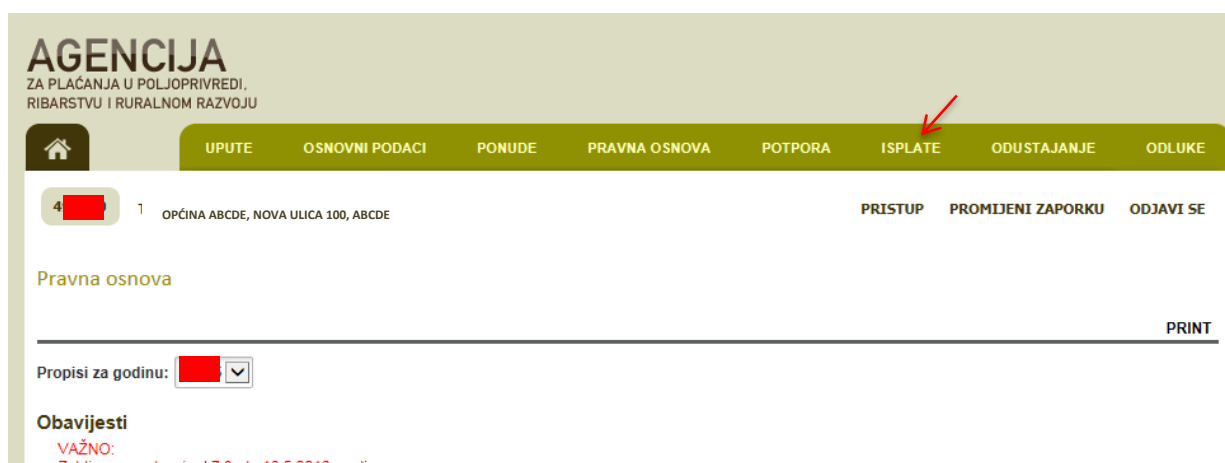 AGENCIJA
ZA PLAĆANJA U POLJOPRIVREDI,
RIBARSTVU I RURALNOM RAZVOJU
UPUTE OSNOVNI PODACI PONUDE PRAVNA OSNOVA POTPORA ISPLATE ODUSTAJANJE ODLUKE
OPĆINA ABCDE, NOVA ULICA 100, ABCDE PRISTUP PROMIJENI ZAPORKU ODJAVI SE
Pravna osnova
PRINT
Propisi za godinu:
Obavijesti
VAŽNO: